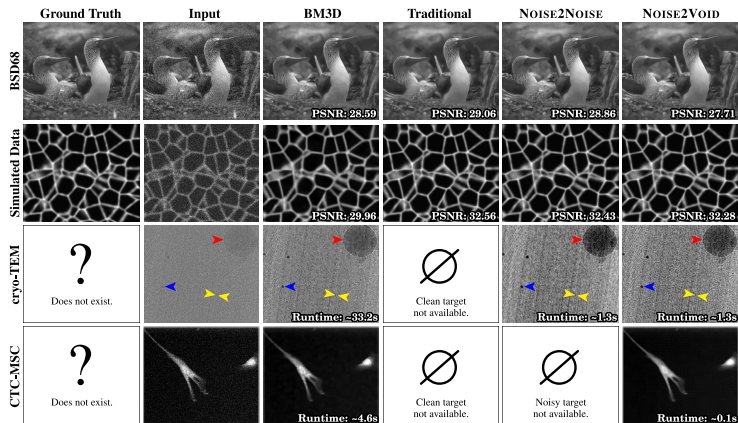 Ground Truth Input BM3D Traditional NOISE2NOISE NOISE2VOID
BSD68
PSNR: 28.59 PSNR: 29.06 PSNR: 28.86 PSNR: 27.71
Simulated Data
PSNR: 29.96 PSNR: 32.56 PSNR: 32.43 PSNR: 32.28
cryo-TEM
?
Does not exist.
Clean target
not available.
Runtime: ~33.2s Runtime: ~1.3s Runtime: ~1.3s
CTC-MSC
?
Does not exist.
Clean target
not available.
Noisy target
not available.
Runtime: ~4.6s Runtime: ~0.1s